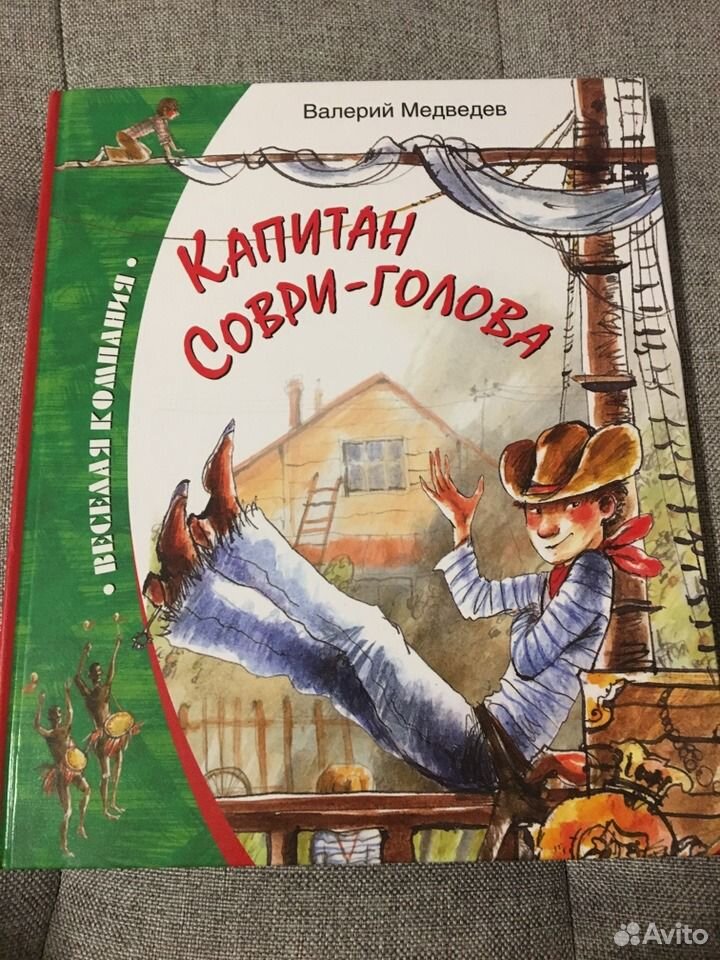 Валерий Медведев
Капитан
Соври-голова
• ВЕСЕЛАЯ КОМПАНИЯ •
Avito